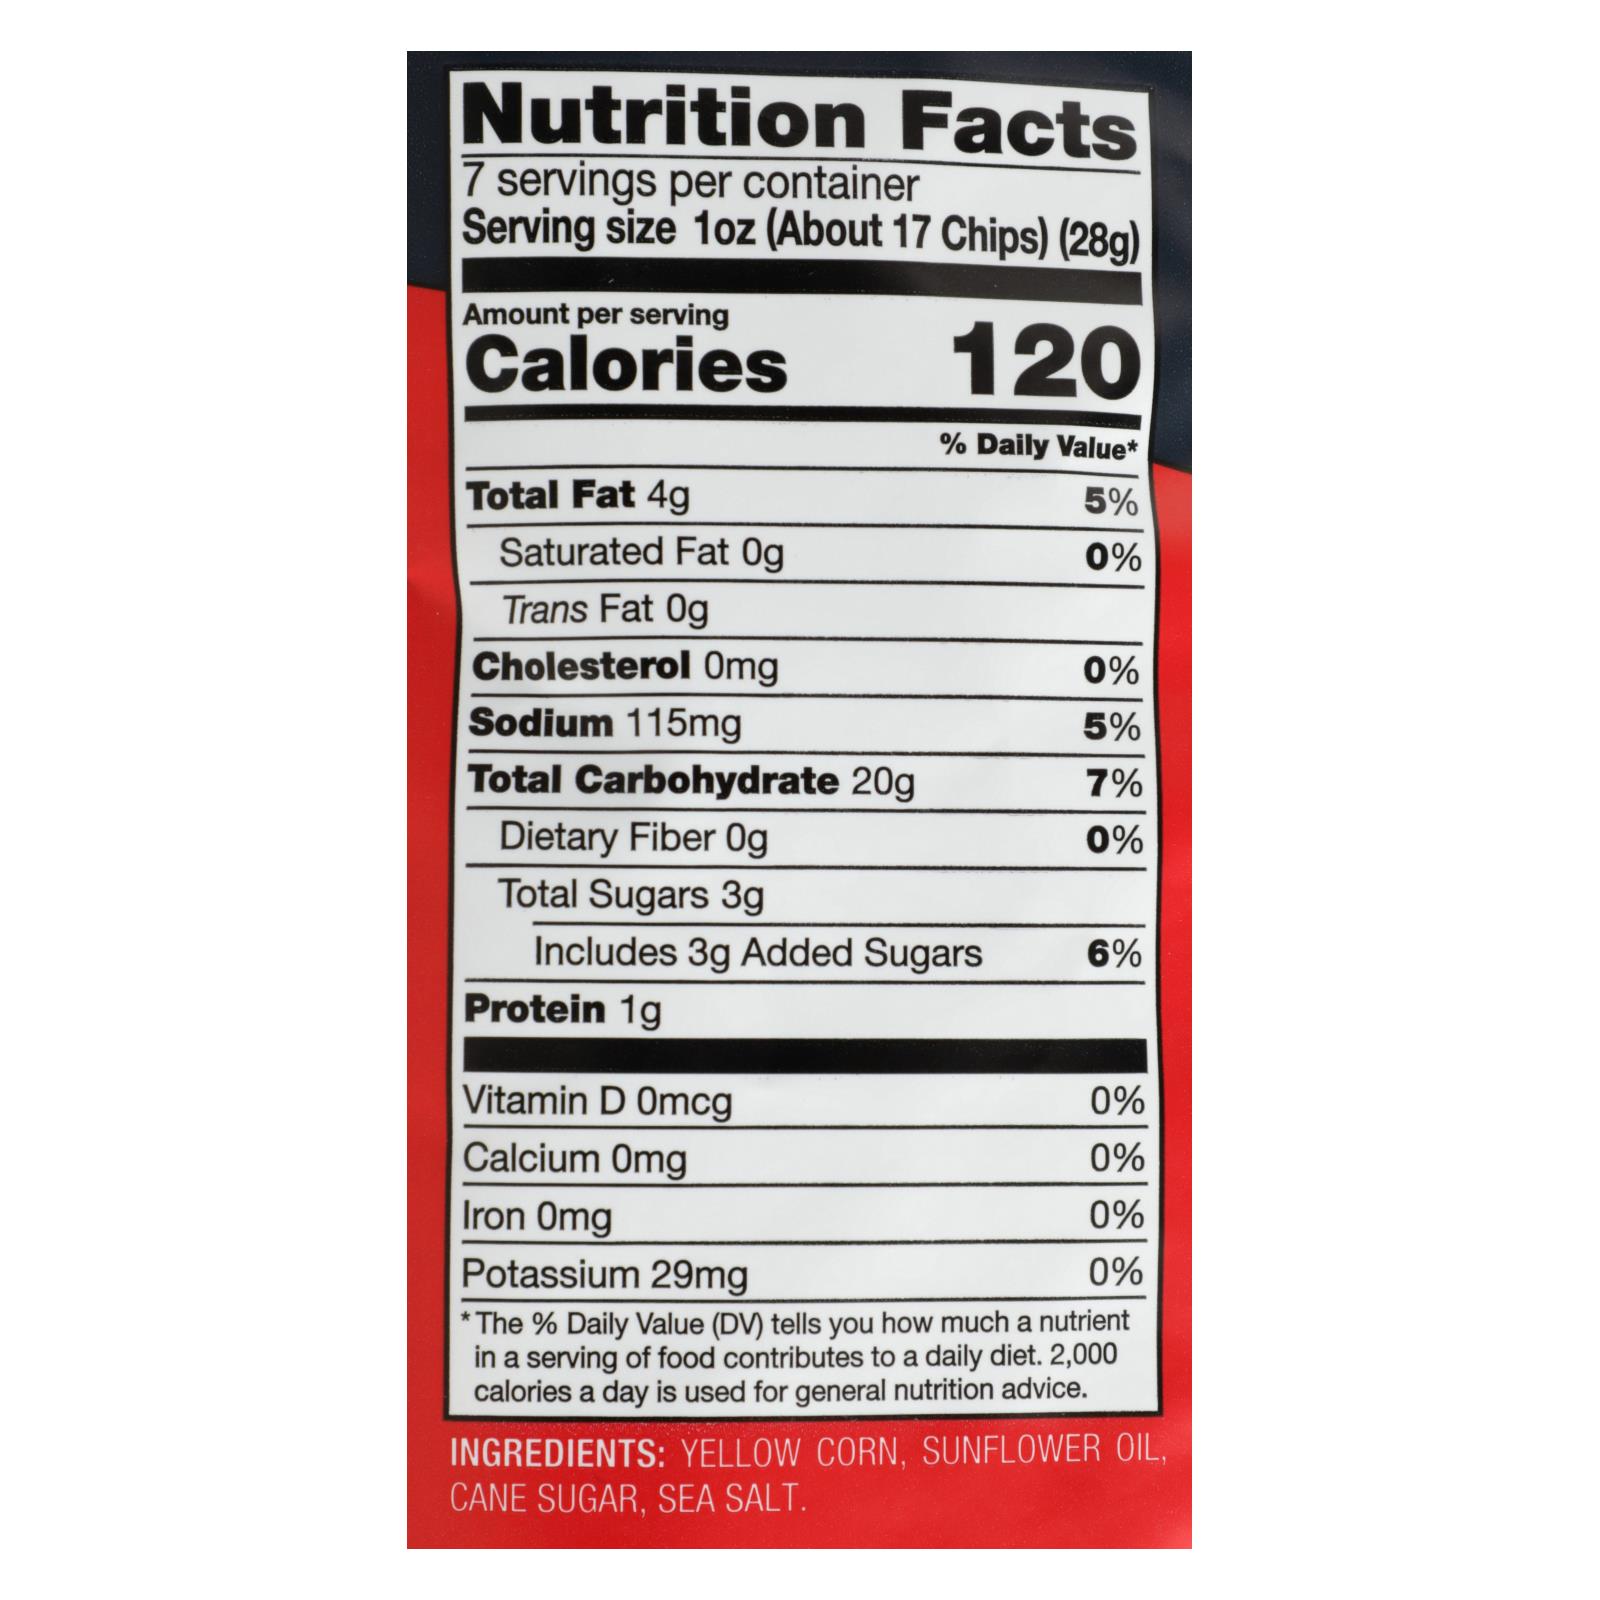 Nutrition Facts
7 servings per container
Serving size 1oz (About 17 Chips) (28g)
Amount per serving
Calories 120
% Daily Value*
Total Fat 4g 5%
Saturated Fat 0g 0%
Trans Fat 0g
Cholesterol 0mg 0%
Sodium 115mg 5%
Total Carbohydrate 20g 7%
Dietary Fiber 0g 0%
Total Sugars 3g
Includes 3g Added Sugars 6%
Protein 1g
Vitamin D 0mcg 0%
Calcium 0mg 0%
Iron 0mg 0%
Potassium 29mg 0%
* The % Daily Value (DV) tells you how much a nutrient
in a serving of food contributes to a daily diet. 2,000
calories a day is used for general nutrition advice.
INGREDIENTS: YELLOW CORN, SUNFLOWER OIL,
CANE SUGAR, SEA SALT.